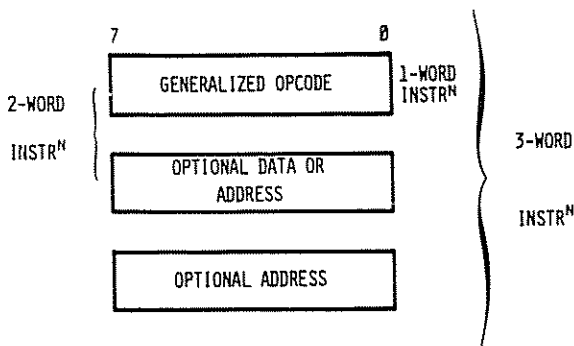 7 0
GENERALIZED OPCODE
1-WORD
INSTRᴺ
2-WORD
INSTRᴺ
OPTIONAL DATA OR
ADDRESS
3-WORD
INSTRᴺ
OPTIONAL ADDRESS